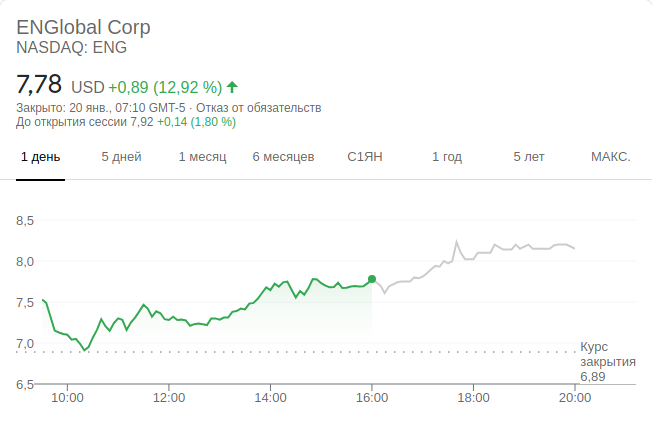 ENGlobal Corp
NASDAQ: ENG
7,78 USD +0,89 (12,92 %)
Закрыто: 20 янв., 07:10 GMT-5 · Отказ от обязательств
До открытия сессии 7,92 +0,14 (1,80 %)
1 день 5 дней 1 месяц 6 месяцев С1ЯН 1 год 5 лет МАКС.
8,5
8,0
7,5
7,0
6,5
Курс
закрытия
6,89
10:00 12:00 14:00 16:00 18:00 20:00